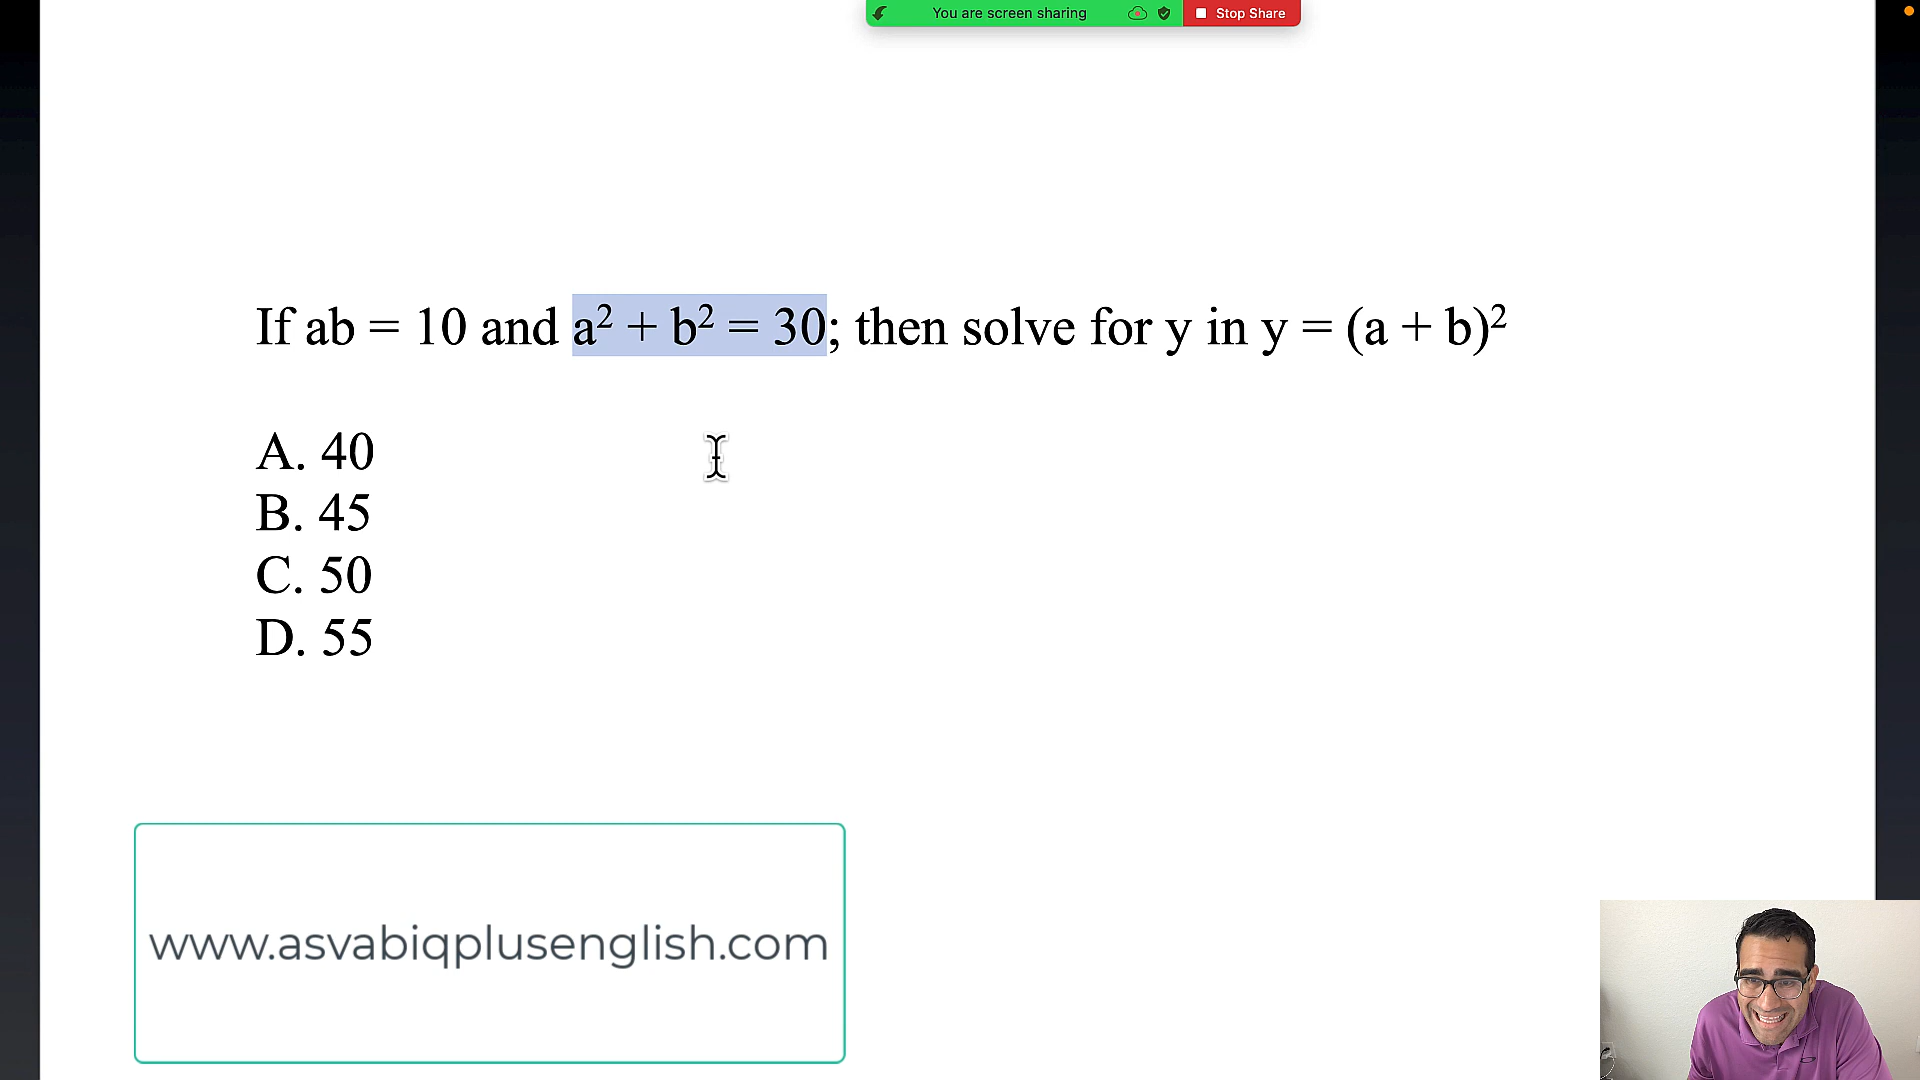 You are screen sharing
Stop Share
If ab = 10 and a² + b² = 30; then solve for y in y = (a + b)²
A. 40
B. 45
C. 50
D. 55
www.asvabiqplusenglish.com